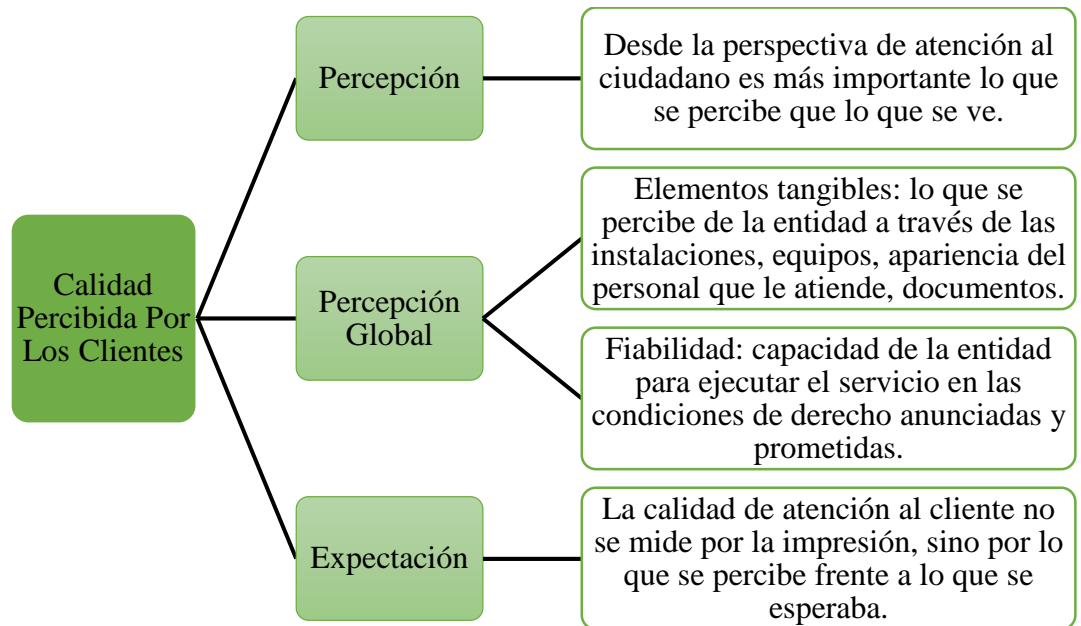 Calidad
Percibida Por
Los Clientes
Percepción
Desde la perspectiva de atención al
ciudadano es más importante lo que
se percibe que lo que se ve.
Percepción
Global
Elementos tangibles: lo que se
percibe de la entidad a través de las
instalaciones, equipos, apariencia del
personal que le atiende, documentos.
Fiabilidad: capacidad de la entidad
para ejecutar el servicio en las
condiciones de derecho anunciadas y
prometidas.
Expectación
La calidad de atención al cliente no
se mide por la impresión, sino por lo
que se percibe frente a lo que se
esperaba.